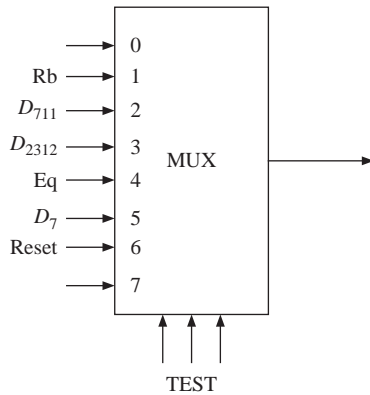 0
Rb 1
D711 2
D2312 3
MUX
Eq 4
D7 5
Reset 6
7
TEST